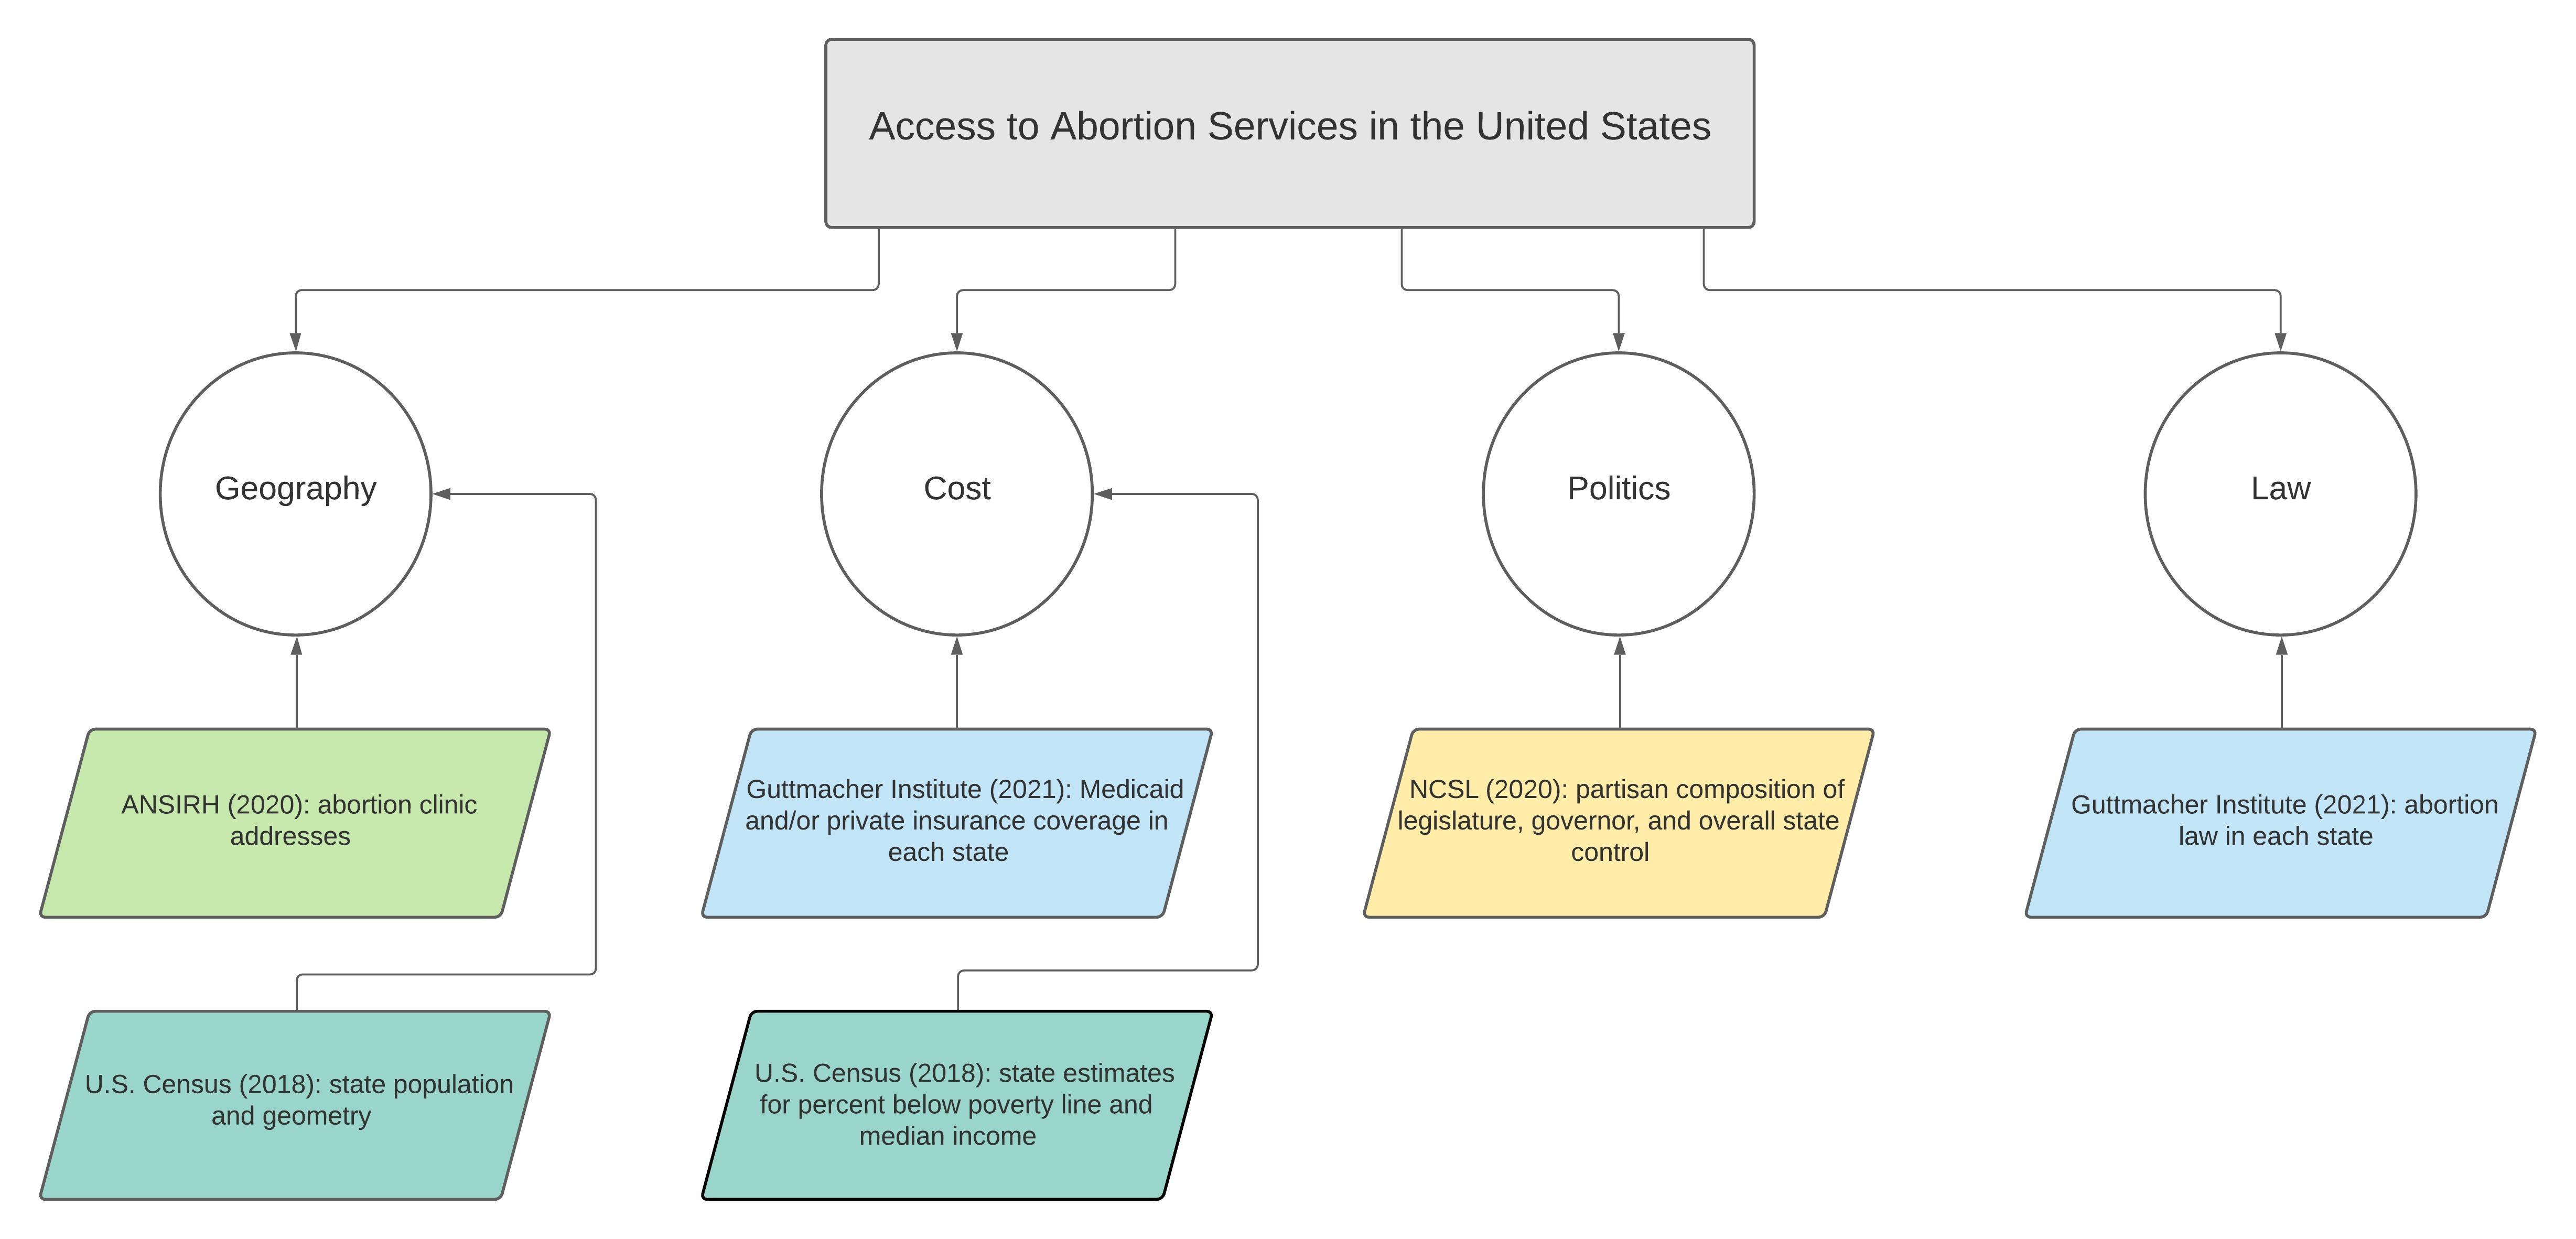 Access to Abortion Services in the United States
Geography
Cost
Politics
Law
ANSIRH (2020): abortion clinic
addresses
Guttmacher Institute (2021): Medicaid
and/or private insurance coverage in
each state
NCSL (2020): partisan composition of
legislature, governor, and overall state
control
Guttmacher Institute (2021): abortion
law in each state
U.S. Census (2018): state population
and geometry
U.S. Census (2018): state estimates
for percent below poverty line and
median income